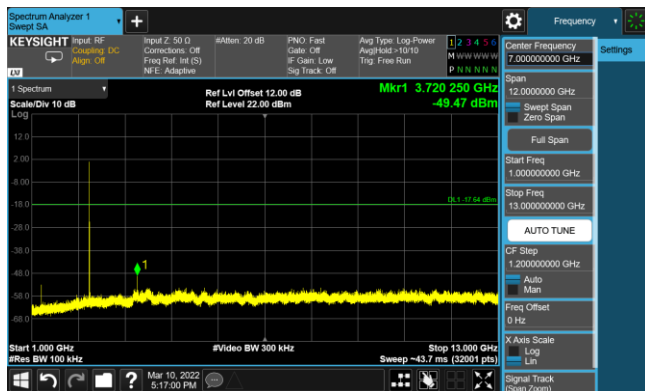 Spectrum Analyzer 1
Swept SA
Frequency
KEYSIGHT
Input: RF
Coupling: DC
Align: Off
Input Z: 50 Ω
Corrections: Off
Freq Ref: Int (S)
NFE: Adaptive
#Atten: 20 dB
PNO: Fast
Gate: Off
IF Gain: Low
Sig Track: Off
Avg Type: Log-Power
Avg|Hold:>10/10
Trig: Free Run
1 2 3 4 5 6
M W W W W W
P N N N N N
LXI
1 Spectrum
Scale/Div 10 dB
Log
Ref Lvl Offset 12.00 dB
Ref Level 22.00 dBm
Mkr1 3.720 250 GHz
-49.47 dBm
12.0
2.00
-8.00
-18.0
DL1 -17.64 dBm
-28.0
-38.0
1
-48.0
-58.0
-68.0
Start 1.000 GHz
#Res BW 100 kHz
#Video BW 300 kHz
Stop 13.000 GHz
Sweep ~43.7 ms (32001 pts)
Mar 10, 2022
5:17:00 PM
Center Frequency
7.000000000 GHz
Span
12.0000000 GHz
Swept Span
Zero Span
Full Span
Start Freq
1.000000000 GHz
Stop Freq
13.000000000 GHz
AUTO TUNE
CF Step
1.200000000 GHz
Auto
Man
Freq Offset
0 Hz
X Axis Scale
Log
Lin
Signal Track
(Span Zoom)
Settings